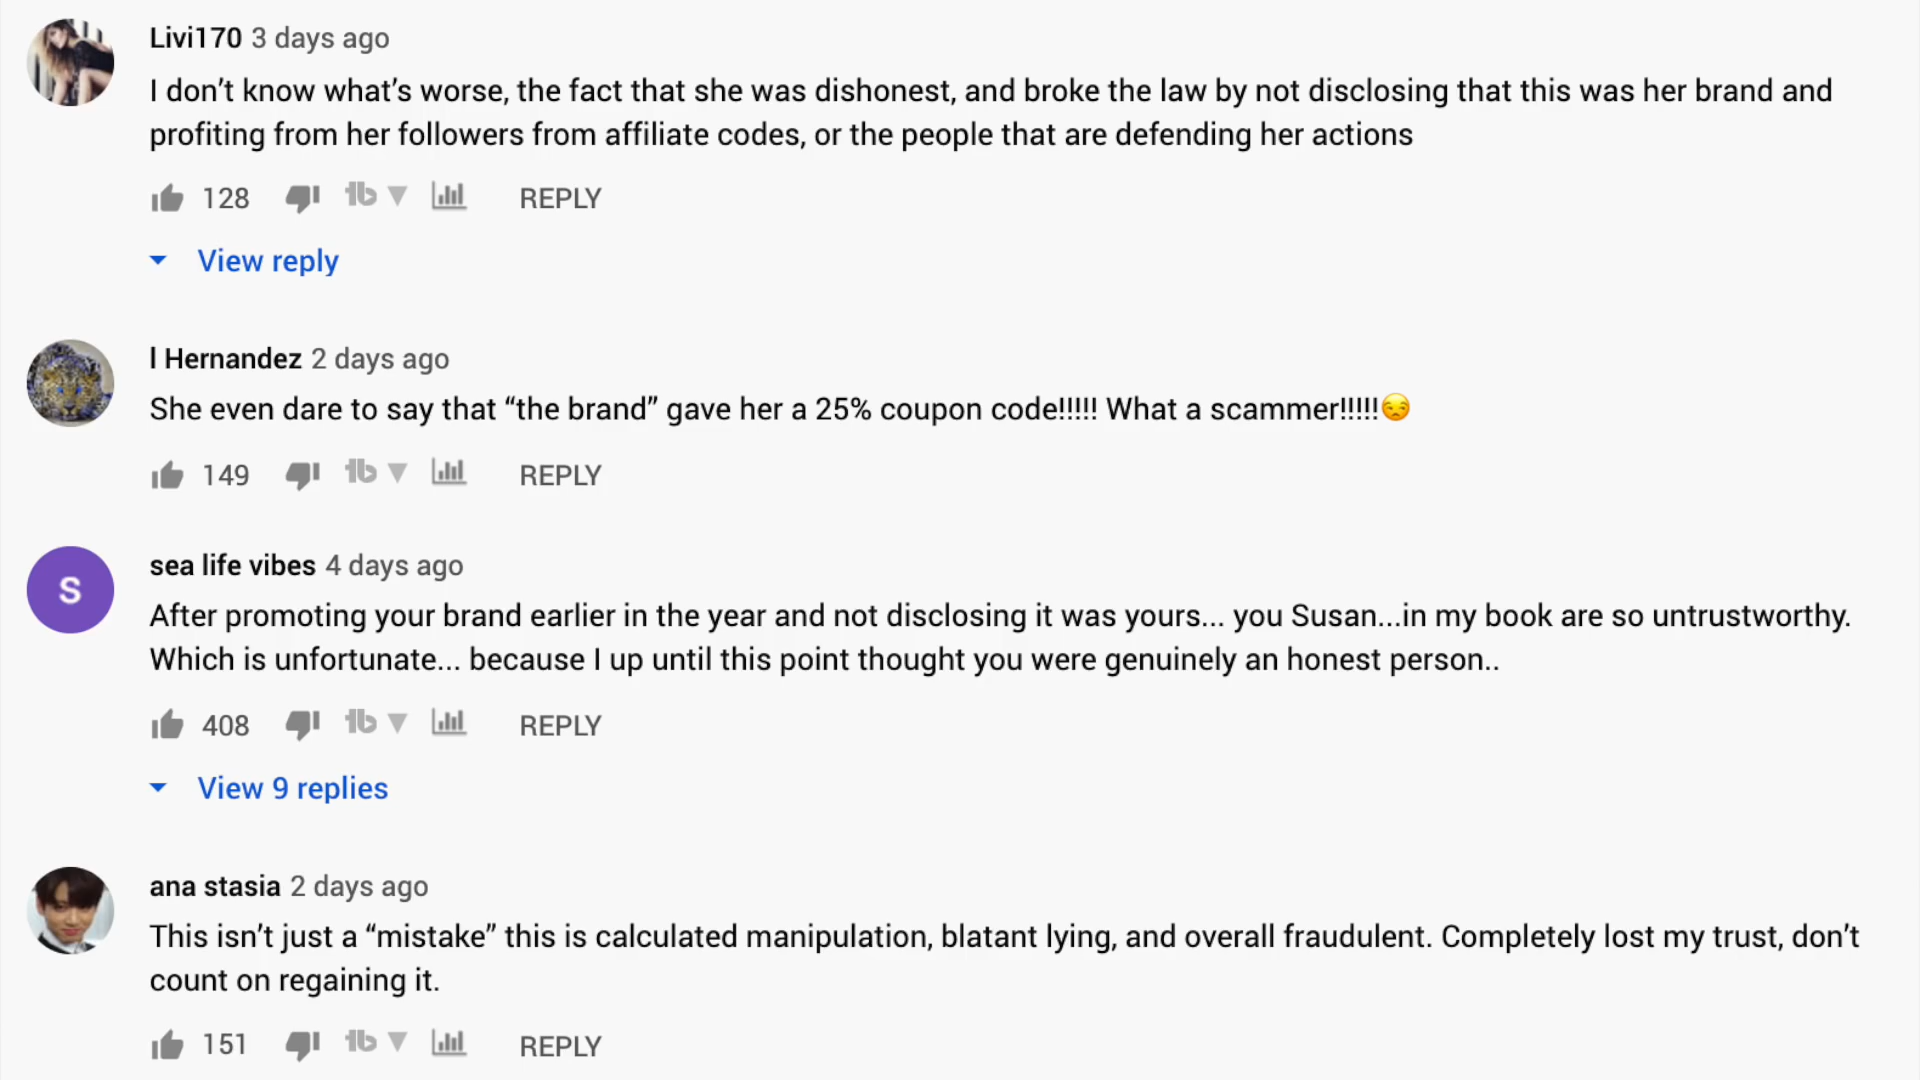 Livi170 3 days ago
I don’t know what’s worse, the fact that she was dishonest, and broke the law by not disclosing that this was her brand and
profiting from her followers from affiliate codes, or the people that are defending her actions
128 REPLY
View reply
l Hernandez 2 days ago
She even dare to say that “the brand” gave her a 25% coupon code!!!!! What a scammer!!!!!😒
149 REPLY
S
sea life vibes 4 days ago
After promoting your brand earlier in the year and not disclosing it was yours... you Susan...in my book are so untrustworthy.
Which is unfortunate... because I up until this point thought you were genuinely an honest person..
408 REPLY
View 9 replies
ana stasia 2 days ago
This isn’t just a “mistake” this is calculated manipulation, blatant lying, and overall fraudulent. Completely lost my trust, don’t
count on regaining it.
151 REPLY